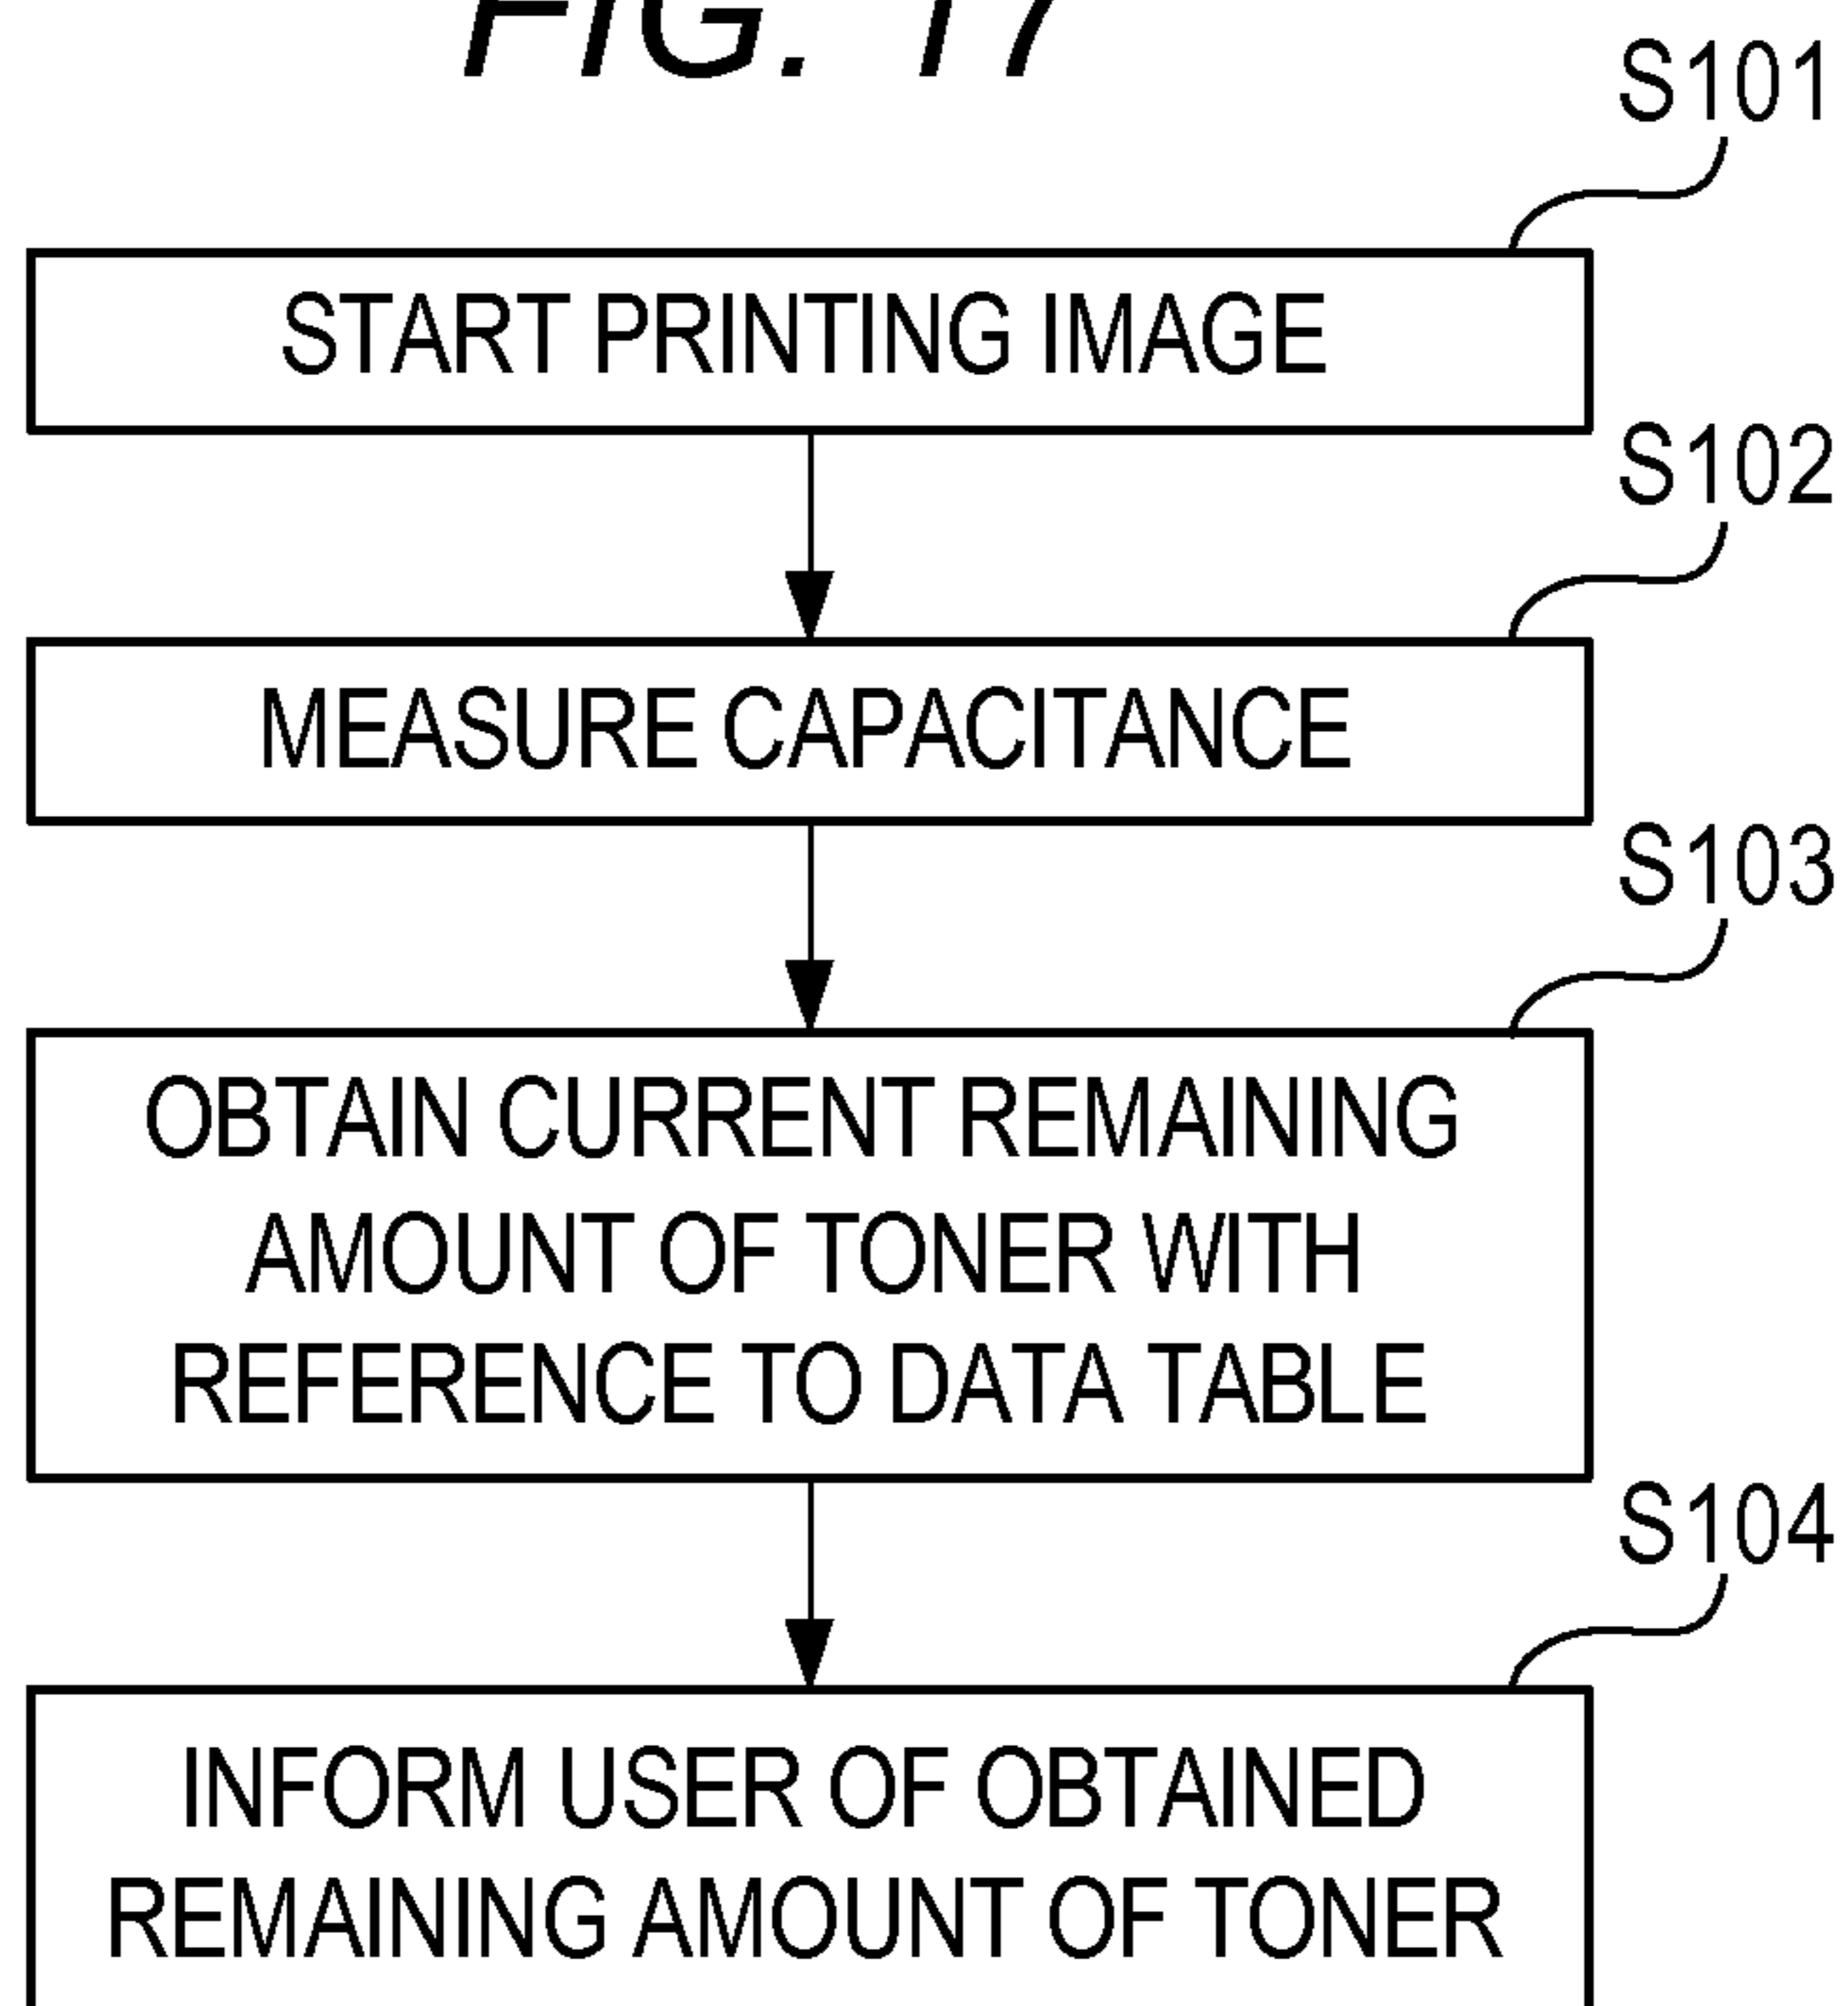 FIG. 17
S101
START PRINTING IMAGE
S102
MEASURE CAPACITANCE
S103
OBTAIN CURRENT REMAINING
AMOUNT OF TONER WITH
REFERENCE TO DATA TABLE
S104
INFORM USER OF OBTAINED
REMAINING AMOUNT OF TONER